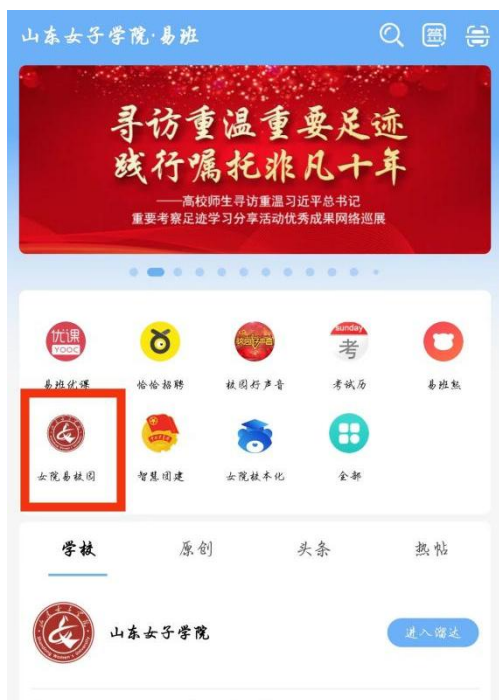 山东女子学院·易班
签
寻访重温重要足迹
践行嘱托非凡十年
——高校师生寻访重温习近平总书记
重要考察足迹学习分享活动优秀成果网络巡展
优课
YOOC
sunday
考
易班优课
恰恰招聘
校园好声音
考试历
易班熊
女院易校园
智慧团建
女院校本化
全部
学校
原创
头条
热帖
山东女子学院
进入溜达